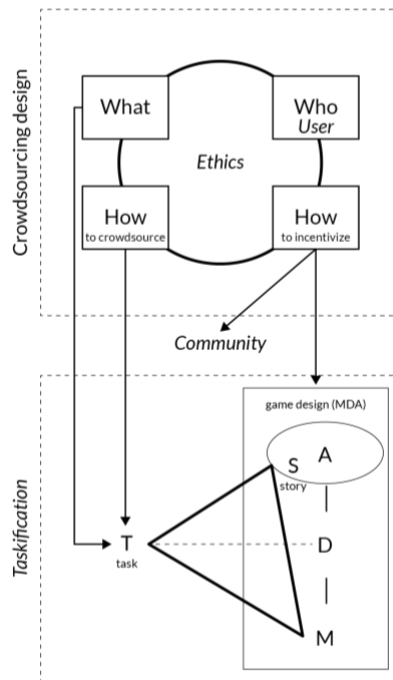 Crowdsourcing design
What
Who
User
Ethics
How
to crowdsource
How
to incentivize
Community
Taskification
game design (MDA)
S
A
story
T
task
D
M